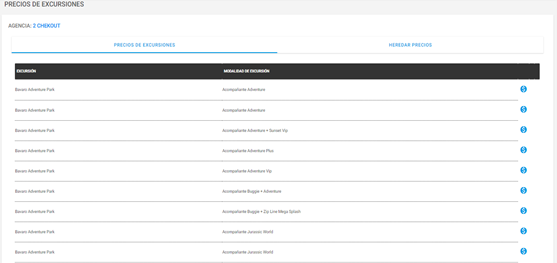 PRECIOS DE EXCURSIONES
AGENCIA: 2 CHEKOUT
PRECIOS DE EXCURSIONES HEREDAR PRECIOS
EXCURSIÓN MODALIDAD DE EXCURSIÓN
Bavaro Adventure Park Acompañante Adventure
Bavaro Adventure Park Acompañante Adventure
Bavaro Adventure Park Acompañante Adventure + Sunset Vip
Bavaro Adventure Park Acompañante Adventure Plus
Bavaro Adventure Park Acompañante Adventure Vip
Bavaro Adventure Park Acompañante Buggie + Adventure
Bavaro Adventure Park Acompañante Buggie + Zip Line Mega Splash
Bavaro Adventure Park Acompañante Jurassic World
Bavaro Adventure Park Acompañante Jurassic World